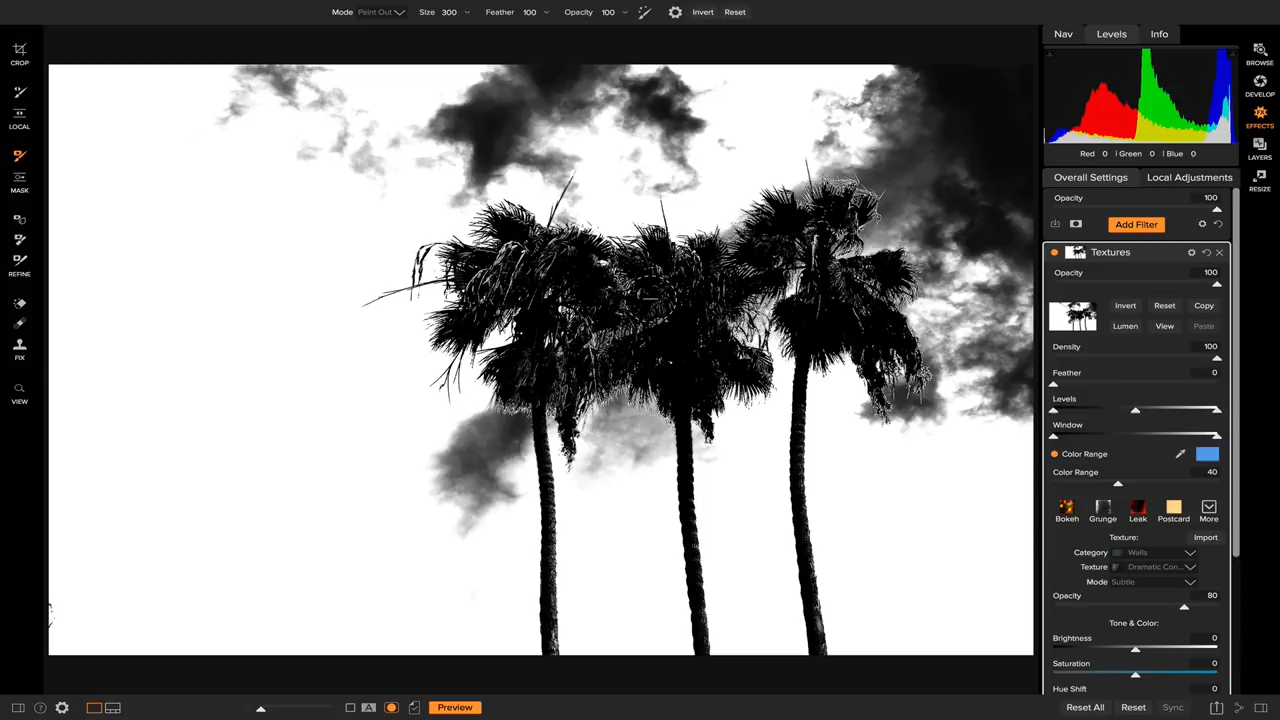 Mode Paint Out Size 300 Feather 100 Opacity 100 Invert Reset
Nav Levels Info
CROP
LOCAL
MASK
REFINE
FIX
VIEW
BROWSE
DEVELOP
EFFECTS
LAYERS
RESIZE
Red 0 | Green 0 | Blue 0
Overall Settings Local Adjustments
Opacity 100
Add Filter
Textures
Opacity 100
Invert Reset Copy
Lumen View Paste
Density 100
Feather 0
Levels
Window
Color Range
Color Range 40
Bokeh Grunge Leak Postcard More
Texture: Import
Category Walls
Texture Dramatic Con...
Mode Subtle
Opacity 80
Tone & Color:
Brightness 0
Saturation 0
Hue Shift 0
? A Preview Reset All Reset Sync